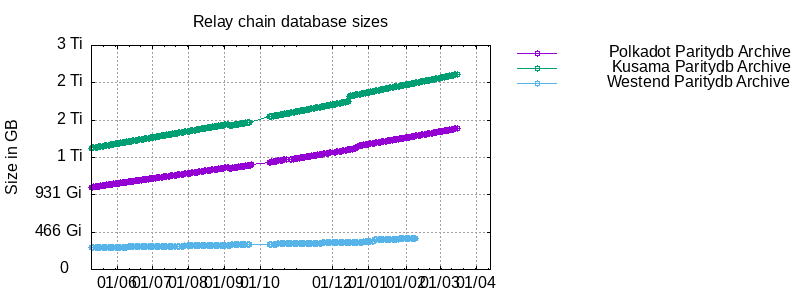 Relay chain database sizes
3 Ti
2 Ti
2 Ti
1 Ti
931 Gi
466 Gi
0
Size in GB
01/06 01/07 01/08 01/09 01/10 01/12 01/01 01/02 01/03 01/04
Polkadot Paritydb Archive
Kusama Paritydb Archive
Westend Paritydb Archive